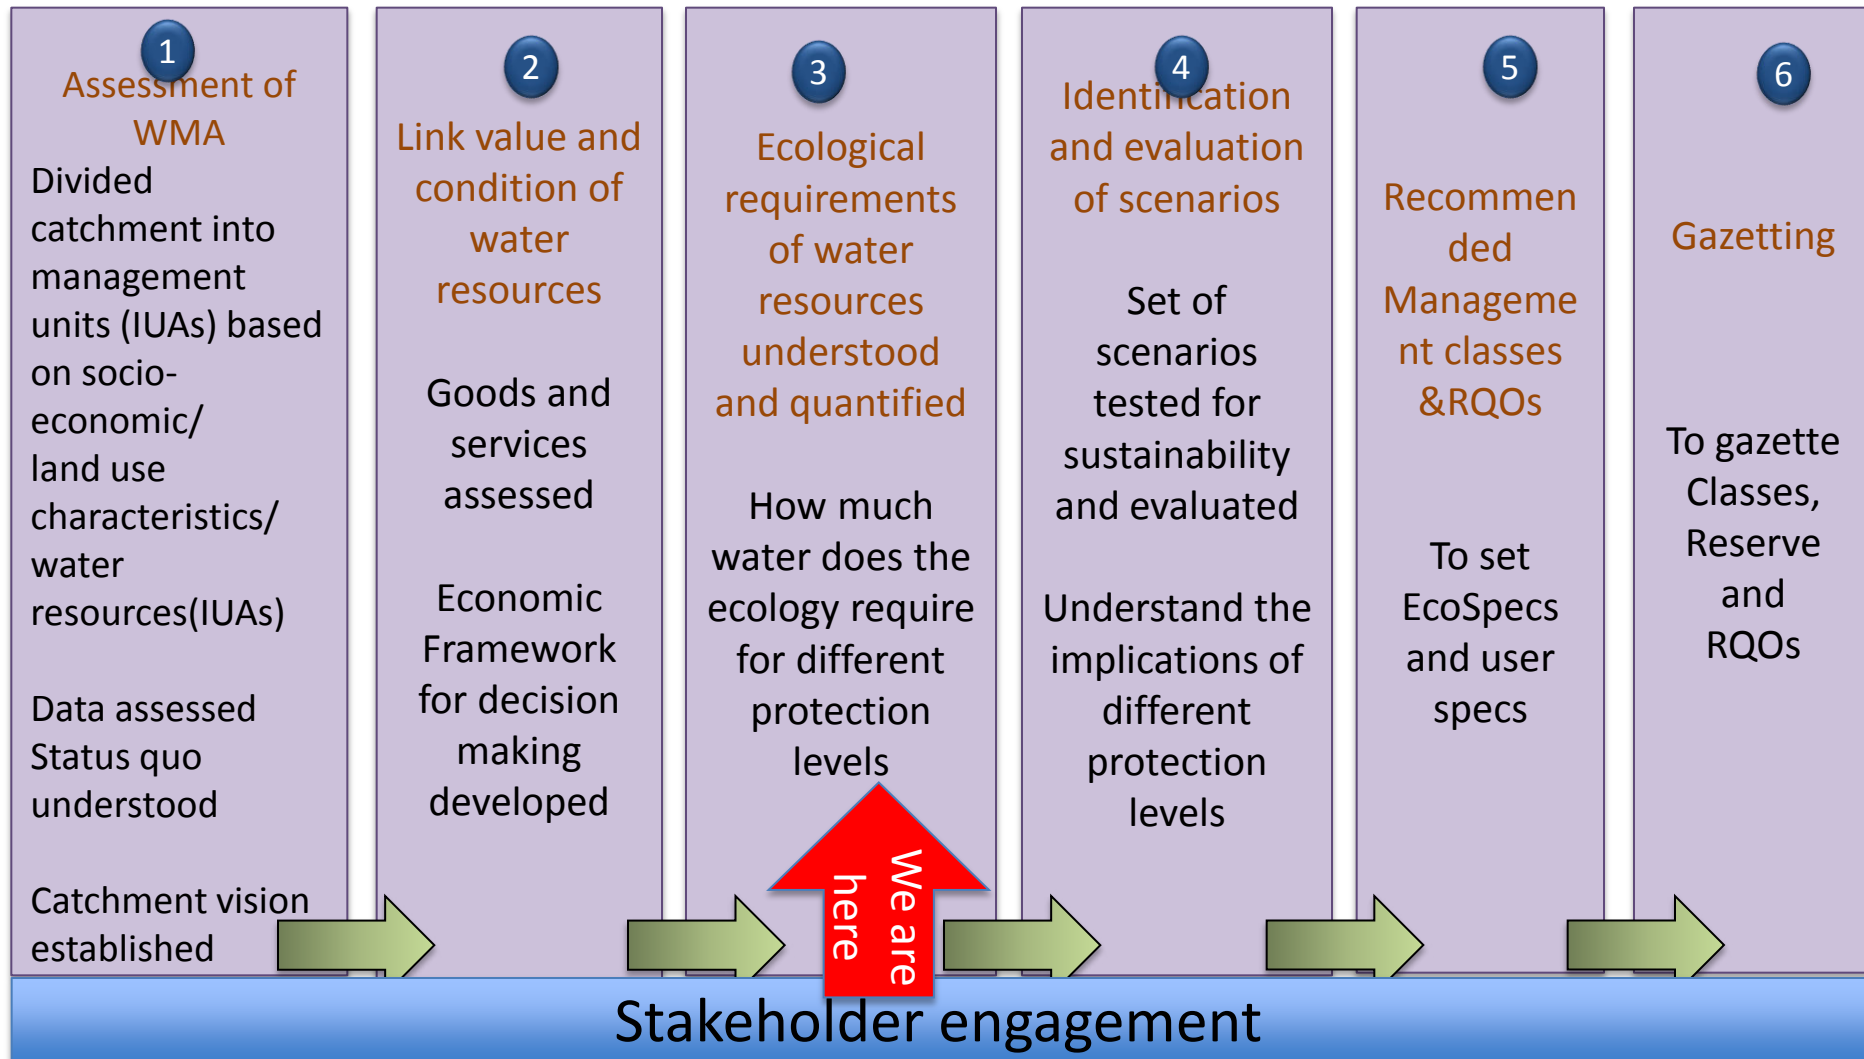 1
Assessment of
WMA
Divided
catchment into
management
units (IUAs) based
on socio-
economic/
land use
characteristics/
water
resources(IUAs)
Data assessed
Status quo
understood
Catchment vision
established
2
Link value and
condition of
water
resources
Goods and
services
assessed
Economic
Framework
for decision
making
developed
3
Ecological
requirements
of water
resources
understood
and quantified
How much
water does the
ecology require
for different
protection
levels
We are
here
4
Identification
and evaluation
of scenarios
Set of
scenarios
tested for
sustainability
and evaluated
Understand the
implications of
different
protection
levels
5
Recommen
ded
Manageme
nt classes
&RQOs
To set
EcoSpecs
and user
specs
6
Gazetting
To gazette
Classes,
Reserve
and
RQOs
Stakeholder engagement